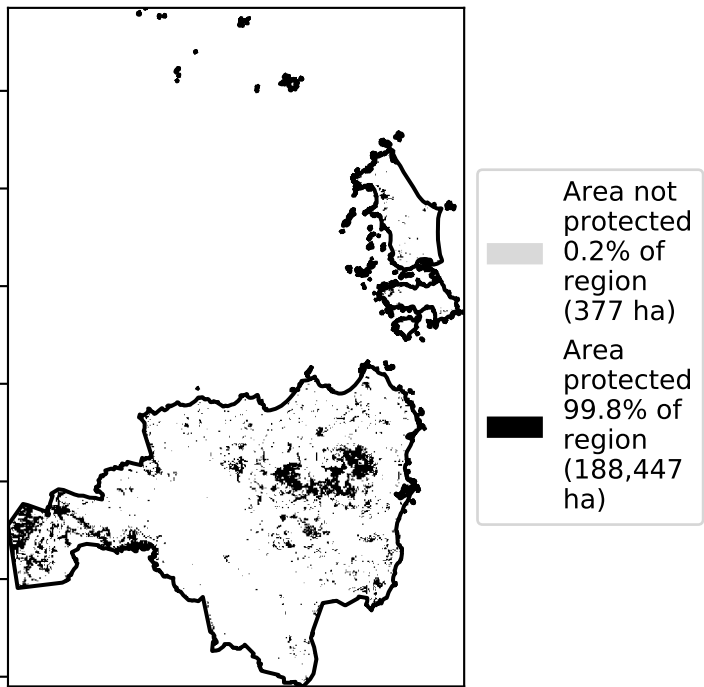 Area not
protected
0.2% of
region
(377 ha)
Area
protected
99.8% of
region
(188,447
ha)